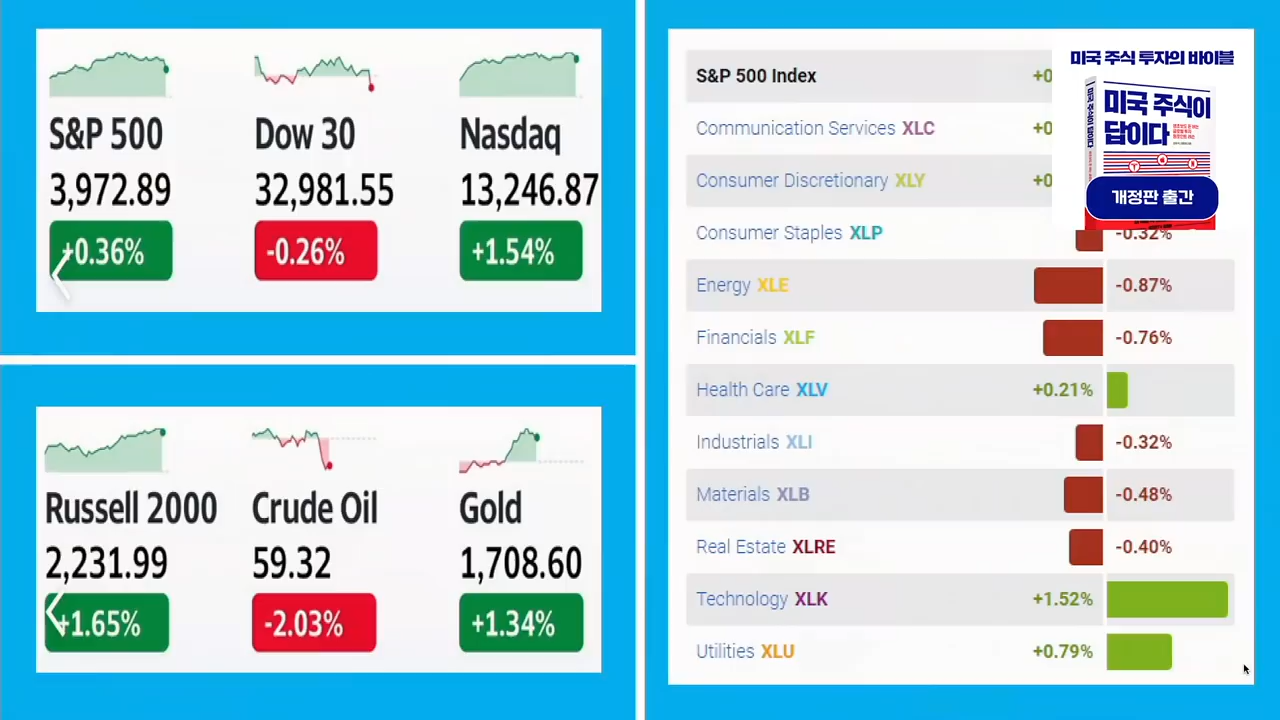 S&P 500
3,972.89
+0.36%
Dow 30
32,981.55
-0.26%
Nasdaq
13,246.87
+1.54%
Russell 2000
2,231.99
+1.65%
Crude Oil
59.32
-2.03%
Gold
1,708.60
+1.34%
S&P 500 Index +0
Communication Services XLC +0
Consumer Discretionary XLY +0
Consumer Staples XLP -0.32%
Energy XLE -0.87%
Financials XLF -0.76%
Health Care XLV +0.21%
Industrials XLI -0.32%
Materials XLB -0.48%
Real Estate XLRE -0.40%
Technology XLK +1.52%
Utilities XLU +0.79%
미국 주식 투자의 바이블
미국 주식이
답이다
개정판 출간